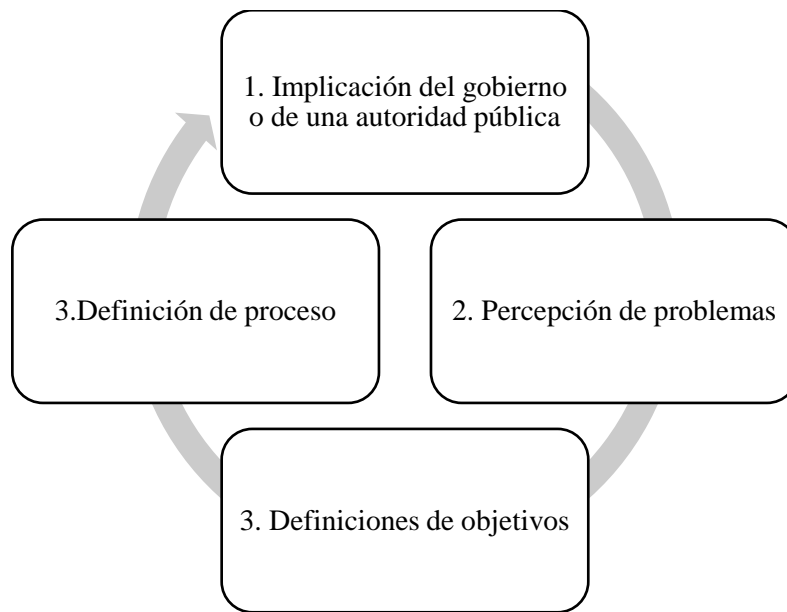 1. Implicación del gobierno
o de una autoridad pública
2. Percepción de problemas
3. Definiciones de objetivos
3.Definición de proceso